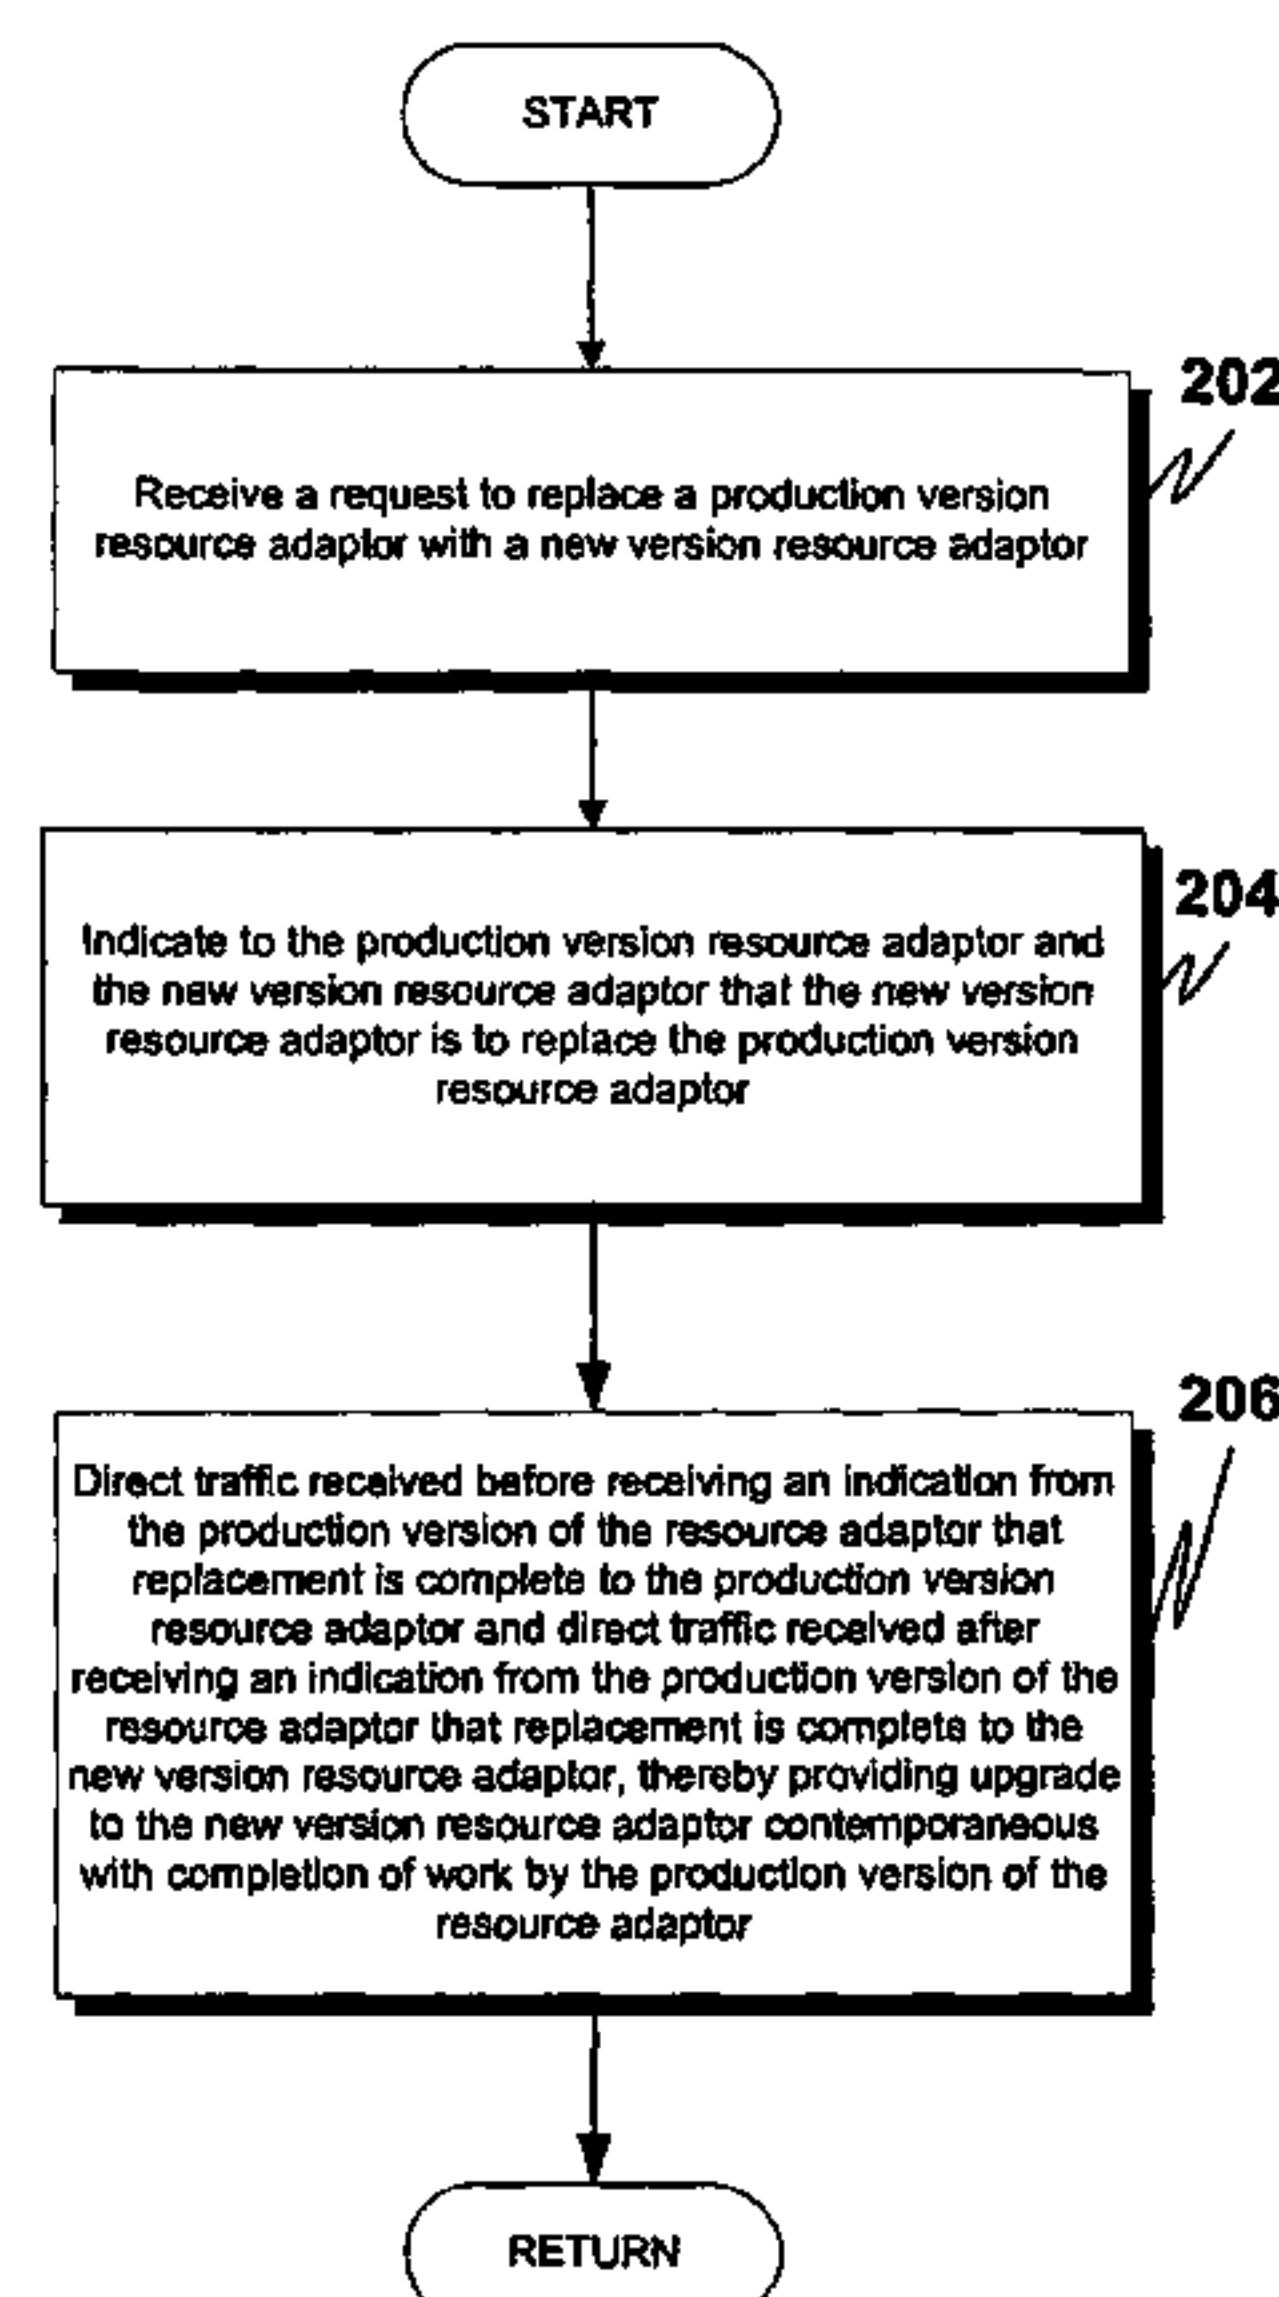 START
202
Receive a request to replace a production version
resource adaptor with a new version resource adaptor
204
Indicate to the production version resource adaptor and
the new version resource adaptor that the new version
resource adaptor is to replace the production version
resource adaptor
206
Direct traffic received before receiving an indication from
the production version of the resource adaptor that
replacement is complete to the production version
resource adaptor and direct traffic received after
receiving an indication from the production version of the
resource adaptor that replacement is complete to the
new version resource adaptor, thereby providing upgrade
to the new version resource adaptor contemporaneous
with completion of work by the production version of the
resource adaptor
RETURN